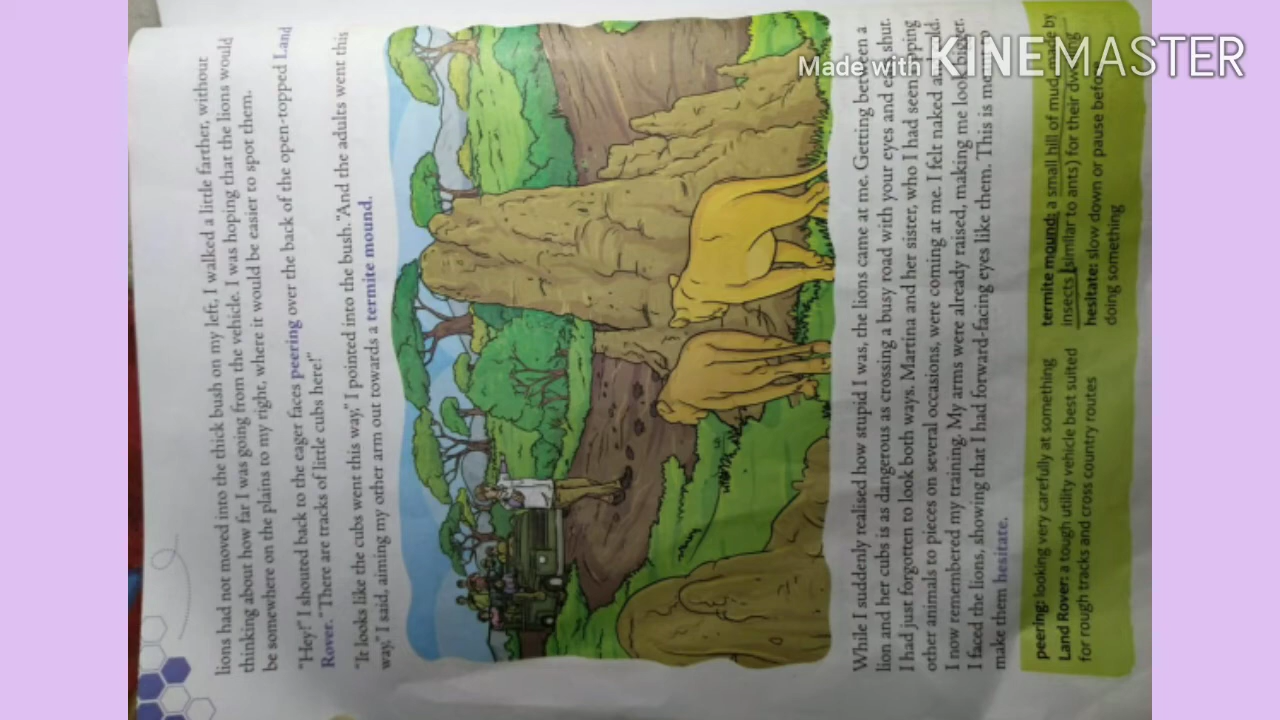 lions had not moved into the thick bush on my left, I walked a little farther, without
thinking about how far I was going from the vehicle. I was hoping that the lions would
be somewhere on the plains to my right, where it would be easier to spot them.
"Hey!" I shouted back to the eager faces peering over the back of the open-topped Land
Rover. "There are tracks of little cubs here!"
"It looks like the cubs went this way," I pointed into the bush. "And the adults went this
way," I said, aiming my other arm out towards a termite mound.
While I suddenly realised how stupid I was, the lions came at me. Getting between a
lion and her cubs is as dangerous as crossing a busy road with your eyes and ears shut.
I had just forgotten to look both ways. Martina and her sister, who I had seen ripping
other animals to pieces on several occasions, were coming at me. I felt naked
I now remembered my training. My arms were already raised, making me look bigger.
I faced the lions, showing that I had forward-facing eyes like them. This is
make them hesitate.
peering: looking very carefully at something
Land Rover: a tough utility vehicle best suited
for rough tracks and cross country routes
termite mound: a small hill of mud made by
insects (similar to ants) for their
hesitate: slow down or pause
doing something
Made with KINEMASTER